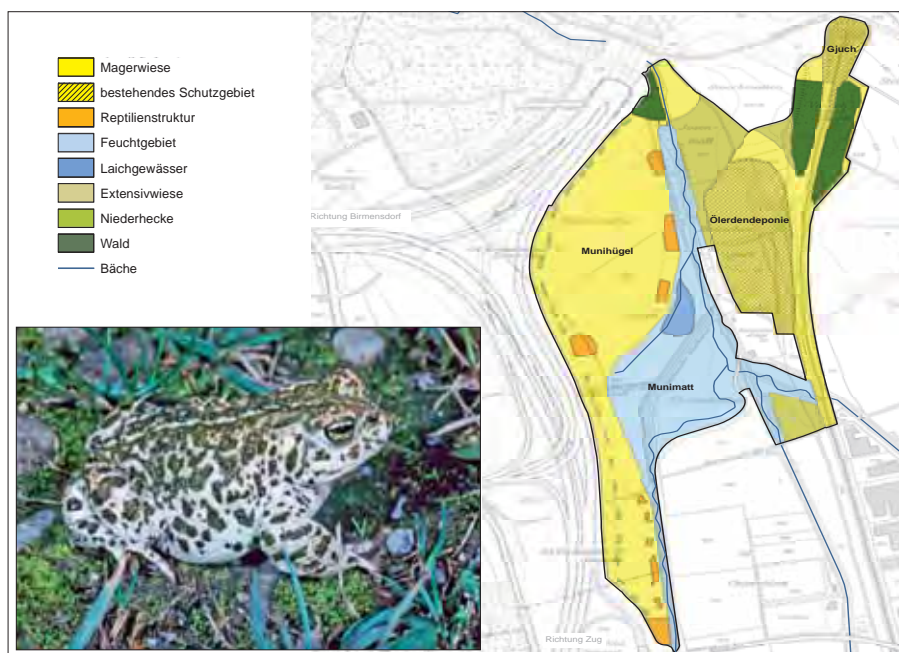 Magerwiese
bestehendes Schutzgebiet
Reptilienstruktur
Feuchtgebiet
Laichgewässer
Extensivwiese
Niederhecke
Wald
Bäche
Gjuch
Richtung Birmensdorf
Munihügel
Ölerdendeponie
Munimatt
Richtung Zug